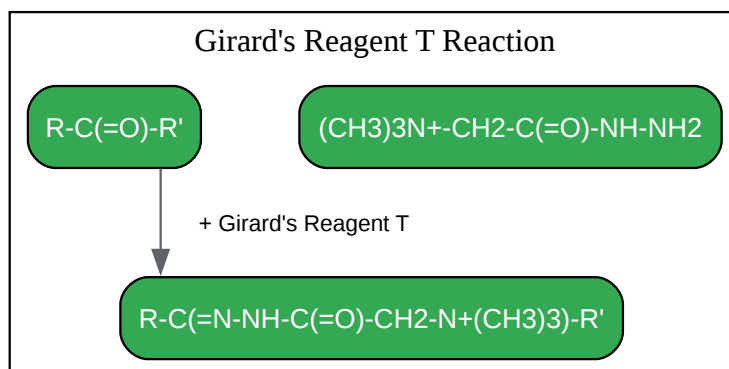 Girard's Reagent T Reaction
R-C(=O)-R'
(CH3)3N+-CH2-C(=O)-NH-NH2
+ Girard's Reagent T
R-C(=N-NH-C(=O)-CH2-N+(CH3)3)-R'